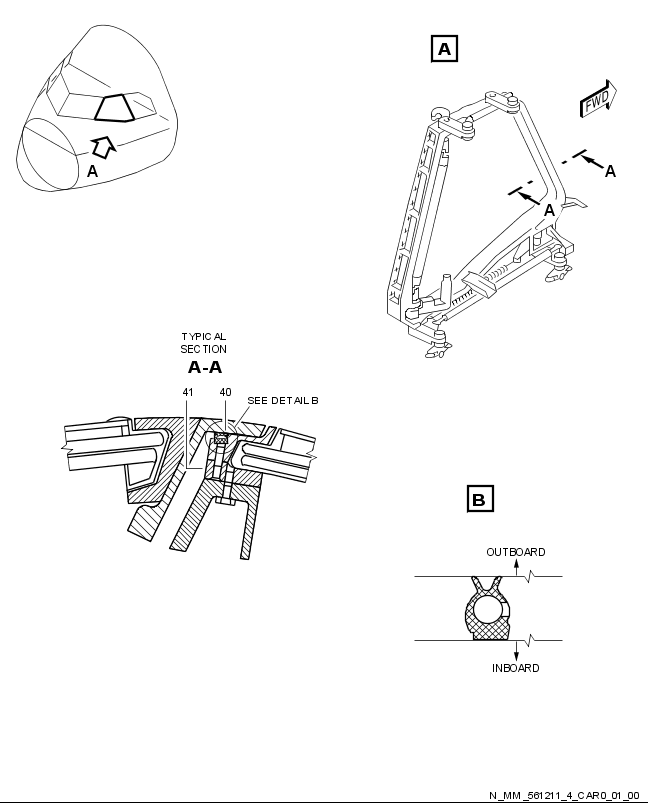 A
A
FWD
A
A
TYPICAL
SECTION
A-A
41
40
SEE DETAIL B
B
OUTBOARD
INBOARD
N_MM_561211_4_CAR0_01_00